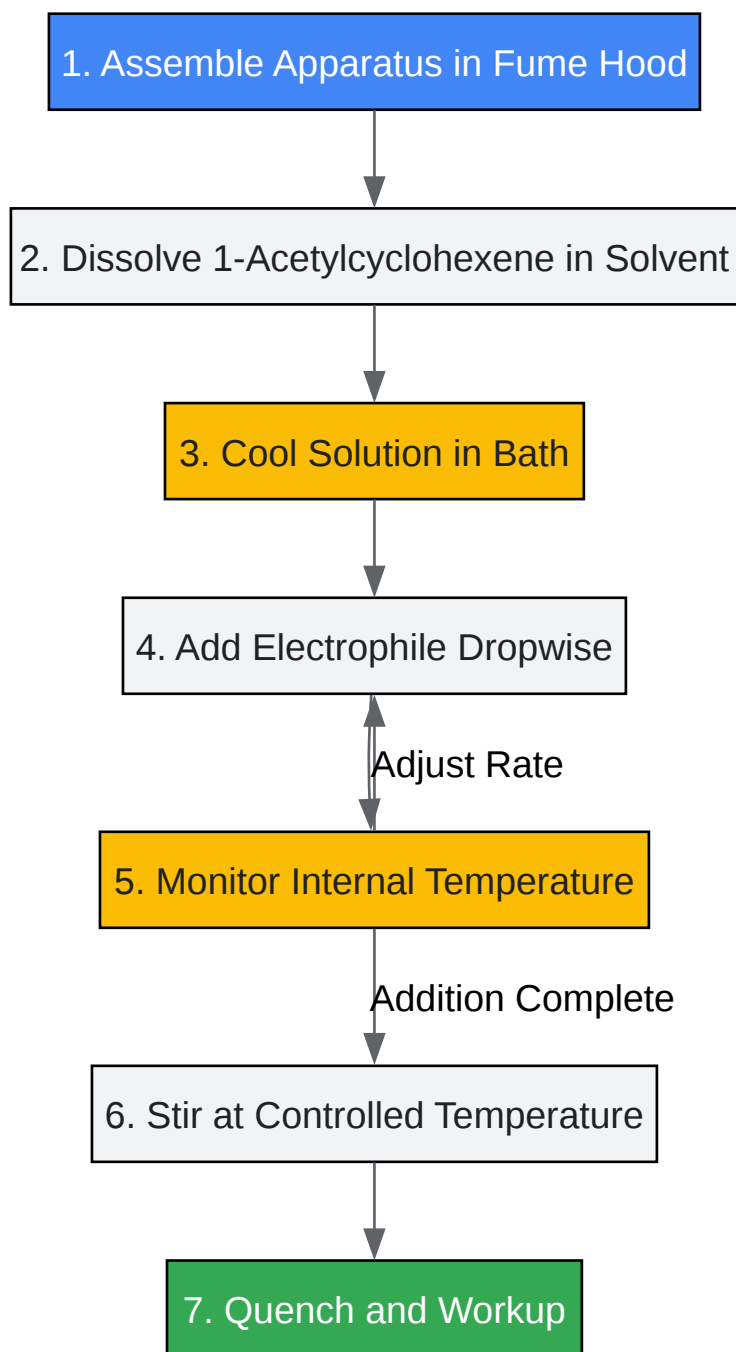 1. Assemble Apparatus in Fume Hood
2. Dissolve 1-Acetylcyclohexene in Solvent
3. Cool Solution in Bath
4. Add Electrophile Dropwise
Adjust Rate
5. Monitor Internal Temperature
Addition Complete
6. Stir at Controlled Temperature
7. Quench and Workup